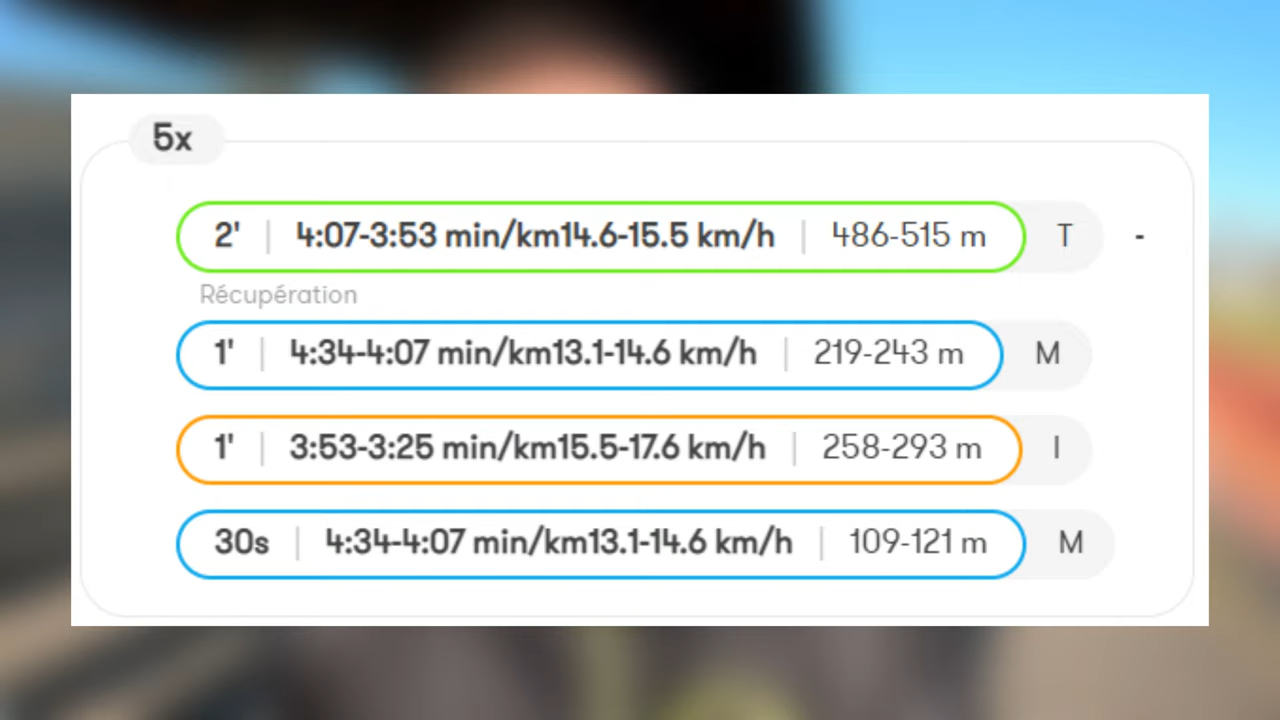 5x
2' | 4:07-3:53 min/km14.6-15.5 km/h | 486-515 m T -
Récupération
1' | 4:34-4:07 min/km13.1-14.6 km/h | 219-243 m M
1' | 3:53-3:25 min/km15.5-17.6 km/h | 258-293 m I
30s | 4:34-4:07 min/km13.1-14.6 km/h | 109-121 m M